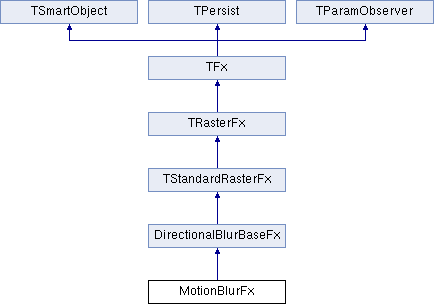 TSmartObject TPersist TParamObserver
TFx
TRasterFx
TStandardRasterFx
DirectionalBlurBaseFx
MotionBlurFx